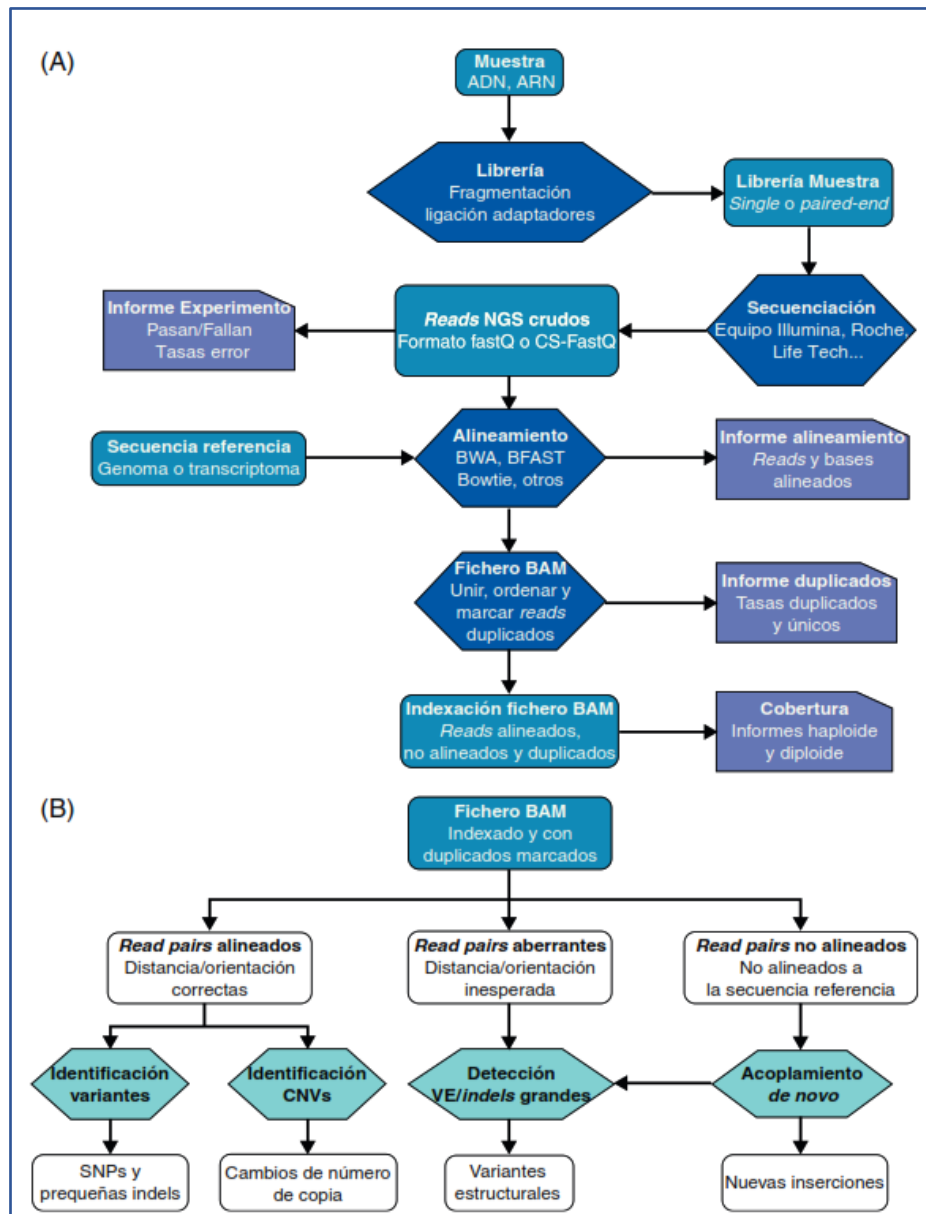 (A)
Muestra
ADN, ARN
Librería
Fragmentación
ligación adaptadores
Librería Muestra
Single o paired-end
Secuenciación
Equipo Illumina, Roche,
Life Tech...
Reads NGS crudos
Formato fastQ o CS-FastQ
Informe Experimento
Pasan/Fallan
Tasas error
Secuencia referencia
Genoma o transcriptoma
Alineamiento
BWA, BFAST
Bowtie, otros
Informe alineamiento
Reads y bases
alineados
Fichero BAM
Unir, ordenar y
marcar reads
duplicados
Informe duplicados
Tasas duplicados
y únicos
Indexación fichero BAM
Reads alineados,
no alineados y duplicados
Cobertura
Informes haploide
y diploide
(B)
Fichero BAM
Indexado y con
duplicados marcados
Read pairs alineados
Distancia/orientación
correctas
Read pairs aberrantes
Distancia/orientación
inesperada
Read pairs no alineados
No alineados a
la secuencia referencia
Identificación
variantes
Identificación
CNVs
Detección
VE/indels grandes
Acoplamiento
de novo
SNPs y
prequeñas indels
Cambios de número
de copia
Variantes
estructurales
Nuevas inserciones